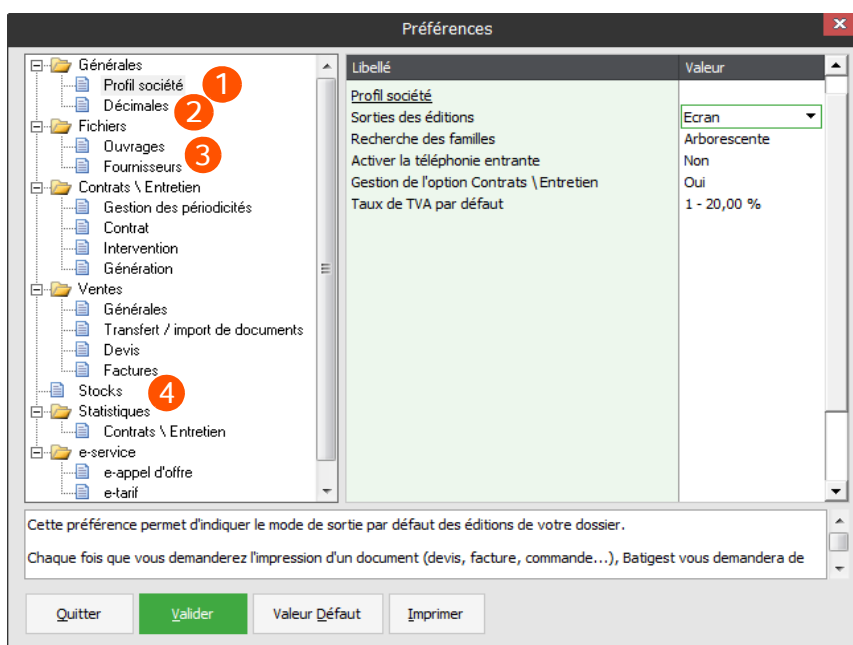 Préférences
Générales
Profil société 1
Décimales 2
Fichiers
Ouvrages
3
Fournisseurs
Contrats \ Entretien
Gestion des périodicités
Contrat
Intervention
Génération
Ventes
Générales
Transfert / import de documents
Devis
Factures
Stocks 4
Statistiques
Contrats \ Entretien
e-service
e-appel d'offre
e-tarif
Libellé Valeur
Profil société
Sorties des éditions Ecran
Recherche des familles Arborescente
Activer la téléphonie entrante Non
Gestion de l'option Contrats \ Entretien Oui
Taux de TVA par défaut 1 - 20,00 %
Cette préférence permet d'indiquer le mode de sortie par défaut des éditions de votre dossier.
Chaque fois que vous demanderez l'impression d'un document (devis, facture, commande...), Batigest vous demandera de
Quitter Valider Valeur Défaut Imprimer